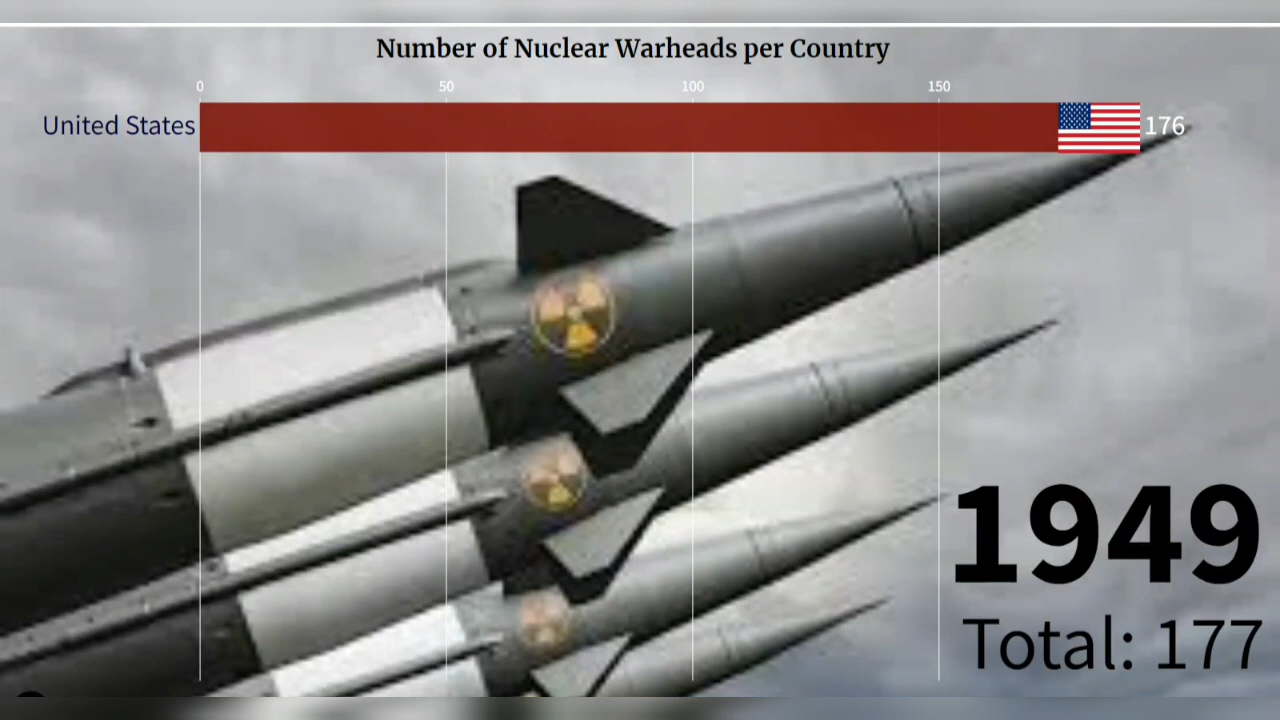 Number of Nuclear Warheads per Country
0 50 100 150
United States 176
1949
Total: 177